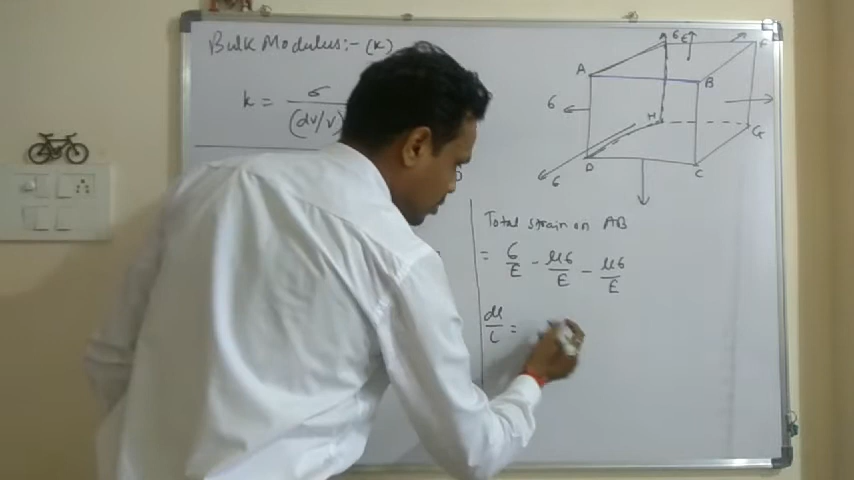 Bulk Modulus:- (K)
K = σ / (dv/v)
A
B
C
D
E
F
G
H
σ
σ
σ
Total strain on AB
= σ/E - μσ/E - μσ/E
dl/l =